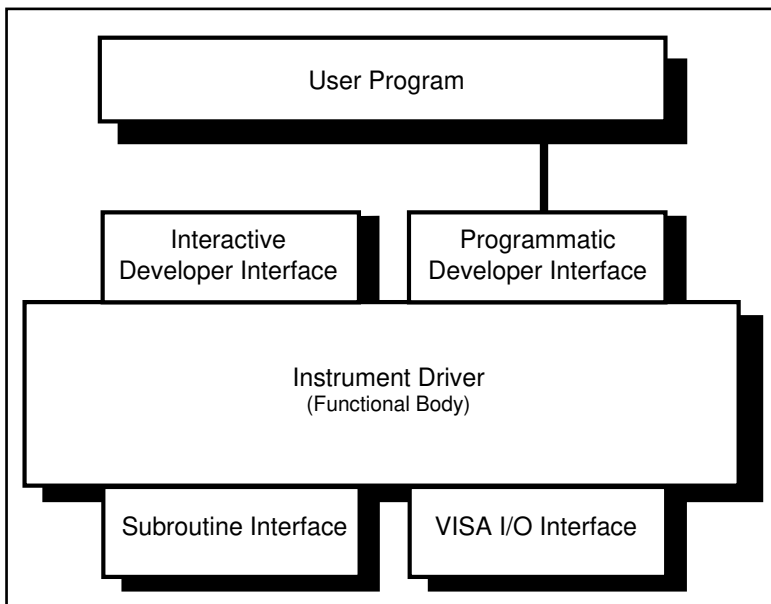 User Program
Interactive
Developer Interface
Programmatic
Developer Interface
Instrument Driver
(Functional Body)
Subroutine Interface
VISA I/O Interface